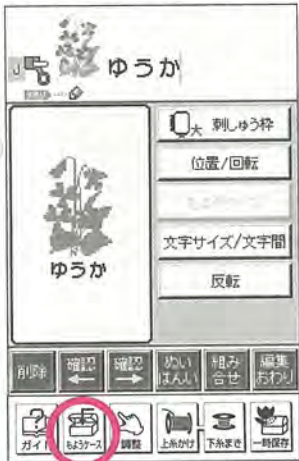 J ゆうか
大 刺しゅう枠
位置/回転
文字サイズ/文字間
反転
ゆうか
削除
確認
確認
ぬい はんい
組み 合せ
編集 おわり
ガイド
もようケース
調整
上糸かけ
下糸まき
一時保存